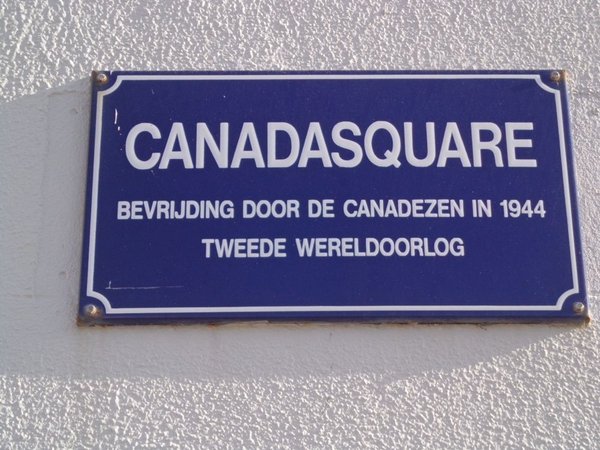 CANADASQUARE
BEVRIJDING DOOR DE CANADEZEN IN 1944
TWEEDE WERELDOORLOG